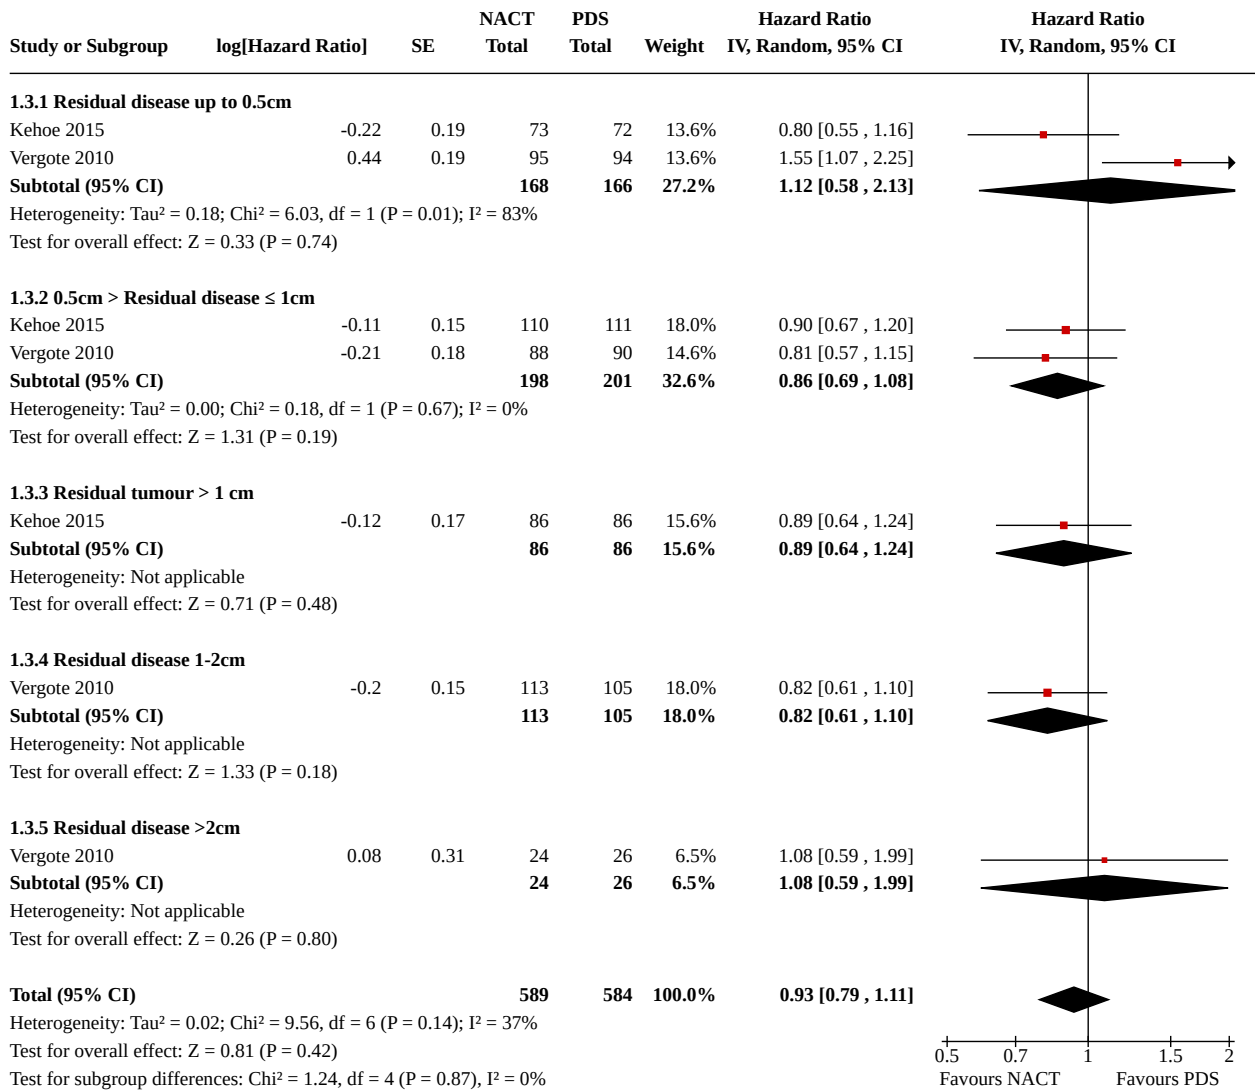 NACT PDS Hazard Ratio Hazard Ratio
Study or Subgroup log[Hazard Ratio] SE Total Total Weight IV, Random, 95% CI IV, Random, 95% CI
1.3.1 Residual disease up to 0.5cm
Kehoe 2015 -0.22 0.19 73 72 13.6% 0.80 [0.55 , 1.16]
Vergote 2010 0.44 0.19 95 94 13.6% 1.55 [1.07 , 2.25]
Subtotal (95% CI) 168 166 27.2% 1.12 [0.58 , 2.13]
Heterogeneity: Tau² = 0.18; Chi² = 6.03, df = 1 (P = 0.01); I² = 83%
Test for overall effect: Z = 0.33 (P = 0.74)
1.3.2 0.5cm > Residual disease ≤ 1cm
Kehoe 2015 -0.11 0.15 110 111 18.0% 0.90 [0.67 , 1.20]
Vergote 2010 -0.21 0.18 88 90 14.6% 0.81 [0.57 , 1.15]
Subtotal (95% CI) 198 201 32.6% 0.86 [0.69 , 1.08]
Heterogeneity: Tau² = 0.00; Chi² = 0.18, df = 1 (P = 0.67); I² = 0%
Test for overall effect: Z = 1.31 (P = 0.19)
1.3.3 Residual tumour > 1 cm
Kehoe 2015 -0.12 0.17 86 86 15.6% 0.89 [0.64 , 1.24]
Subtotal (95% CI) 86 86 15.6% 0.89 [0.64 , 1.24]
Heterogeneity: Not applicable
Test for overall effect: Z = 0.71 (P = 0.48)
1.3.4 Residual disease 1-2cm
Vergote 2010 -0.2 0.15 113 105 18.0% 0.82 [0.61 , 1.10]
Subtotal (95% CI) 113 105 18.0% 0.82 [0.61 , 1.10]
Heterogeneity: Not applicable
Test for overall effect: Z = 1.33 (P = 0.18)
1.3.5 Residual disease >2cm
Vergote 2010 0.08 0.31 24 26 6.5% 1.08 [0.59 , 1.99]
Subtotal (95% CI) 24 26 6.5% 1.08 [0.59 , 1.99]
Heterogeneity: Not applicable
Test for overall effect: Z = 0.26 (P = 0.80)
Total (95% CI) 589 584 100.0% 0.93 [0.79 , 1.11]
Heterogeneity: Tau² = 0.02; Chi² = 9.56, df = 6 (P = 0.14); I² = 37%
Test for overall effect: Z = 0.81 (P = 0.42)
0.5 0.7 1 1.5 2
Test for subgroup differences: Chi² = 1.24, df = 4 (P = 0.87), I² = 0% Favours NACT Favours PDS